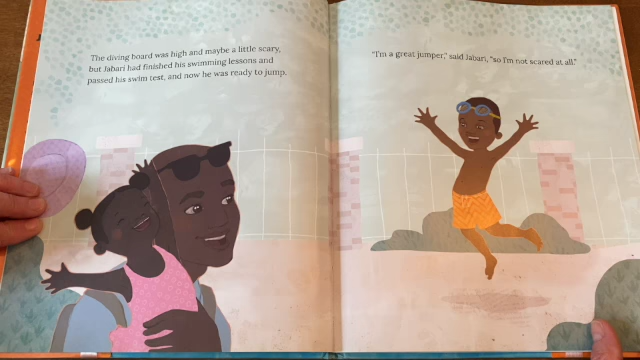 The diving board was high and maybe a little scary,
but Jabari had finished his swimming lessons and
passed his swim test, and now he was ready to jump.
"I'm a great jumper," said Jabari, "so I'm not scared at all."